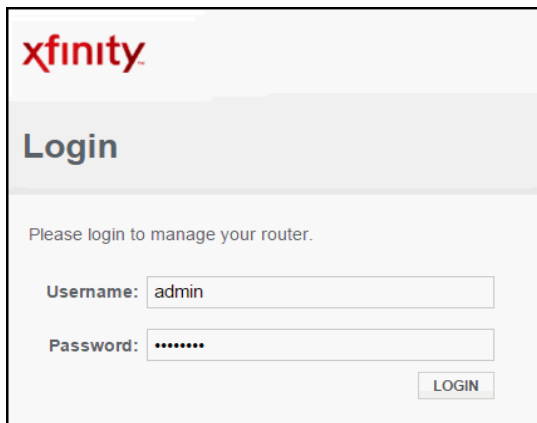 xfinity
Login
Please login to manage your router.
Username: admin
Password: ••••••••
LOGIN